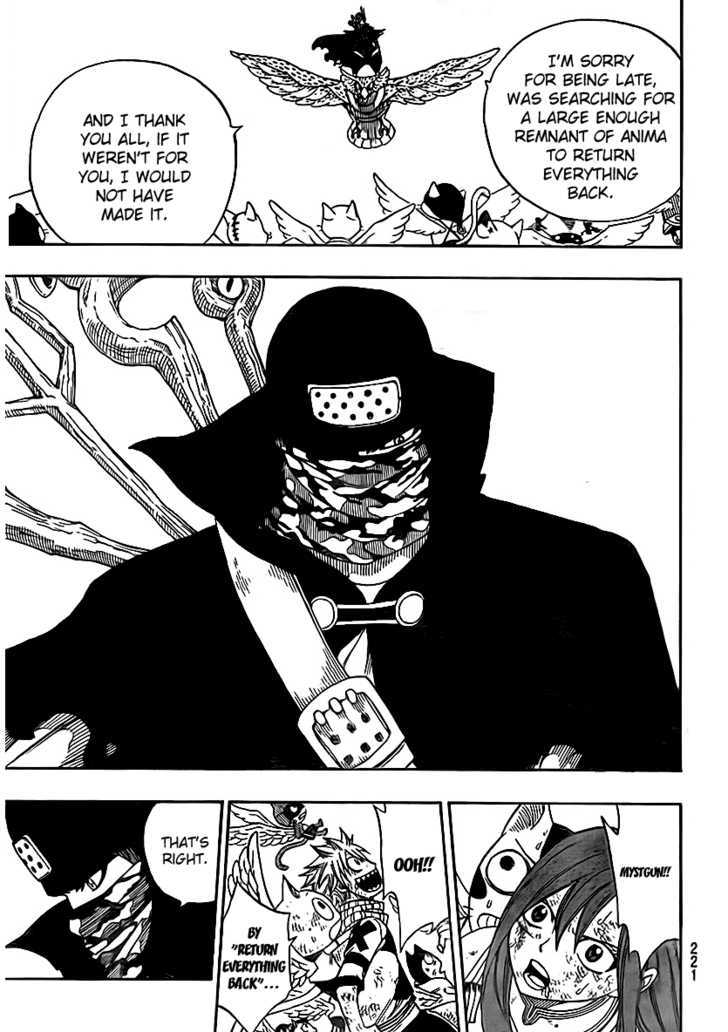 I'M SORRY
FOR BEING LATE,
WAS SEARCHING FOR
A LARGE ENOUGH
REMNANT OF ANIMA
TO RETURN
EVERYTHING
BACK.
AND I THANK
YOU ALL, IF IT
WEREN'T FOR
YOU, I WOULD
NOT HAVE
MADE IT.
MYSTGUN!!
OOH!!
BY
"RETURN
EVERYTHING
BACK"...
THAT'S
RIGHT.
221